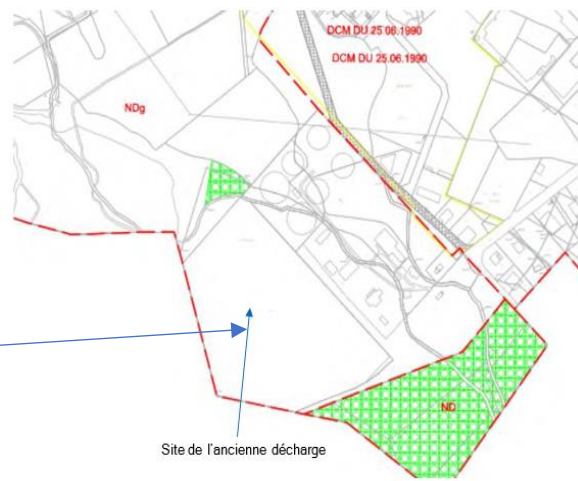 DCM DU 25.06.1990
DCM DU 25.06.1990
NDg
ND
Site de l'ancienne décharge